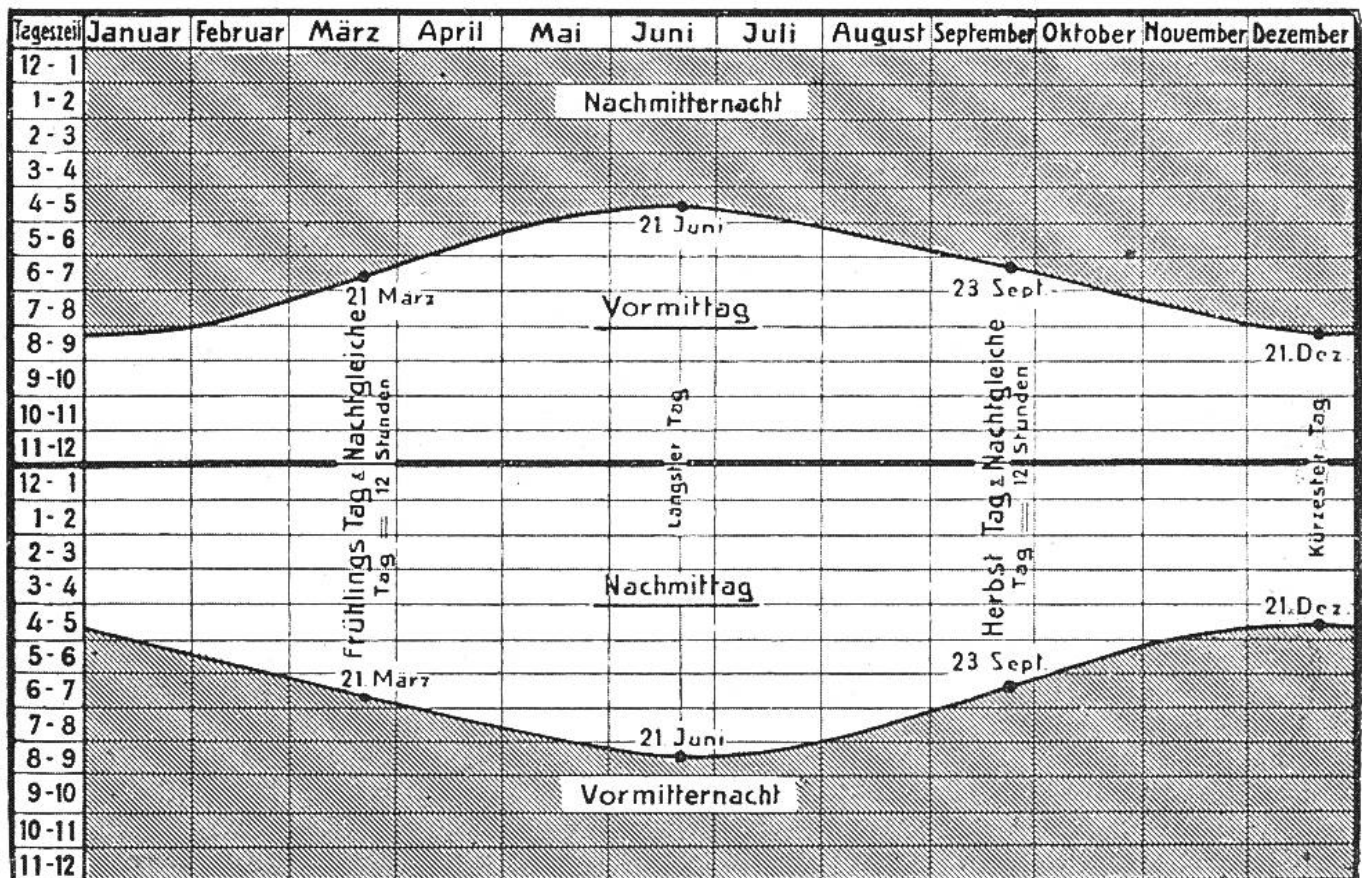 Tageszeit Januar Februar März April Mai Juni Juli August September Oktober November Dezember
12 - 1
1 - 2
Nachmitternacht
2 - 3
3 - 4
4 - 5
5 - 6
21. Juni
6 - 7
21. März
23 Sept.
7 - 8
Vormittag
8 - 9
21. Dez.
9 - 10
10 - 11
11 - 12
Frühlings Tag & Nachtgleiche
Tag = 12 Stunden
Längster Tag
Herbst Tag & Nachtgleiche
Tag = 12 Stunden
Kürzester Tag
12 - 1
1 - 2
2 - 3
3 - 4
Nachmittag
4 - 5
21. Dez.
5 - 6
23 Sept.
6 - 7
21. März
7 - 8
21. Juni
8 - 9
9 - 10
Vormitternacht
10 - 11
11 - 12